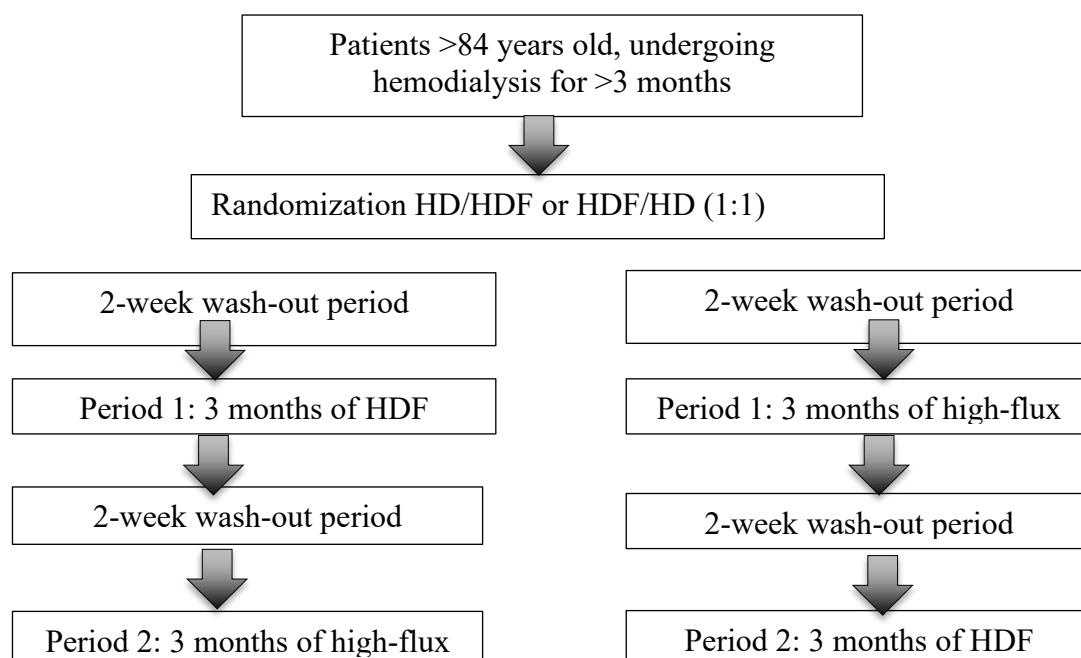 Patients >84 years old, undergoing
hemodialysis for >3 months
Randomization HD/HDF or HDF/HD (1:1)
2-week wash-out period
Period 1: 3 months of HDF
2-week wash-out period
Period 2: 3 months of high-flux
2-week wash-out period
Period 1: 3 months of high-flux
2-week wash-out period
Period 2: 3 months of HDF